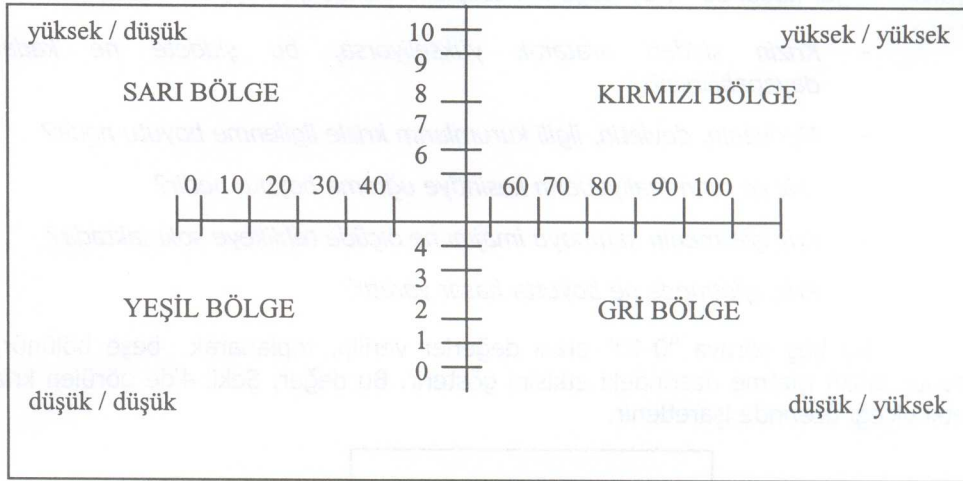 yüksek / düşük
yüksek / yüksek
SARI BÖLGE
KIRMIZI BÖLGE
10
9
8
7
6
0 10 20 30 40 60 70 80 90 100
4
3
2
1
0
YEŞİL BÖLGE
GRİ BÖLGE
düşük / düşük
düşük / yüksek